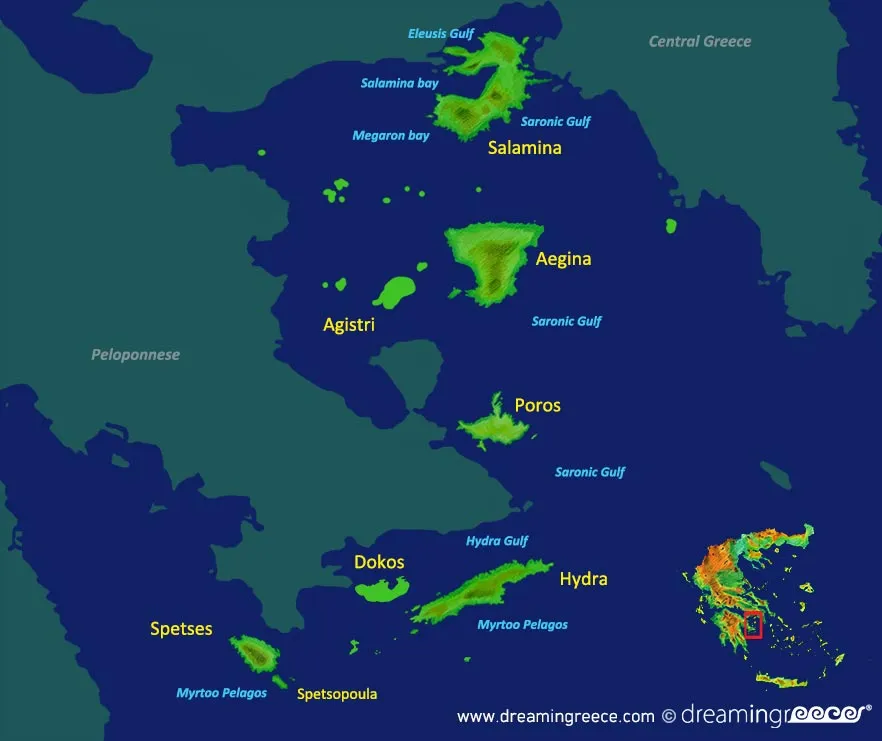 Eleusis Gulf
Central Greece
Salamina bay
Saronic Gulf
Megaron bay
Salamina
Aegina
Saronic Gulf
Agistri
Peloponnese
Poros
Saronic Gulf
Hydra Gulf
Dokos
Hydra
Myrtoo Pelagos
Spetses
Myrtoo Pelagos
Spetsopoula
www.dreamingreece.com © dreamingreece®